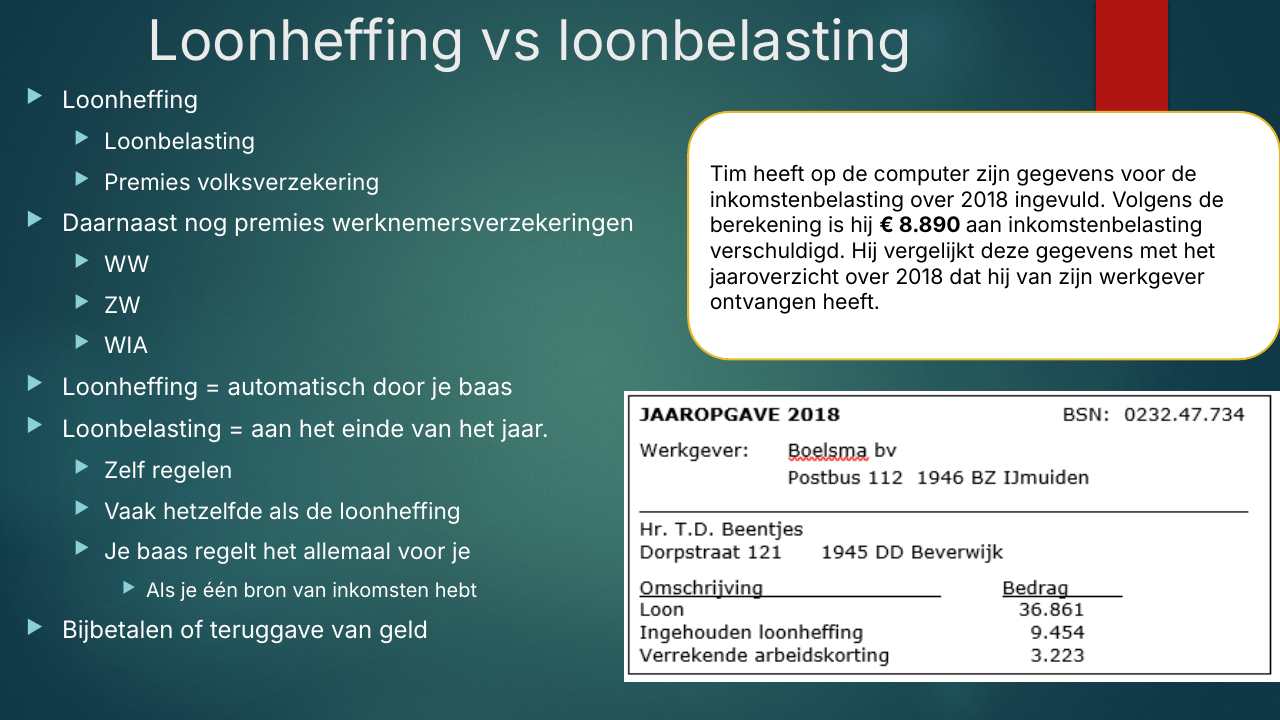 Loonheffing vs loonbelasting
Loonheffing
Loonbelasting
Premies volksverzekering
Daarnaast nog premies werknemersverzekeringen
WW
ZW
WIA
Loonheffing = automatisch door je baas
Loonbelasting = aan het einde van het jaar.
Zelf regelen
Vaak hetzelfde als de loonheffing
Je baas regelt het allemaal voor je
Als je één bron van inkomsten hebt
Bijbetalen of teruggave van geld
Tim heeft op de computer zijn gegevens voor de
inkomstenbelasting over 2018 ingevuld. Volgens de
berekening is hij € 8.890 aan inkomstenbelasting
verschuldigd. Hij vergelijkt deze gegevens met het
jaaroverzicht over 2018 dat hij van zijn werkgever
ontvangen heeft.
JAAROPGAVE 2018 BSN: 0232.47.734
Werkgever: Boelsma bv
Postbus 112 1946 BZ IJmuiden
Hr. T.D. Beentjes
Dorpstraat 121 1945 DD Beverwijk
Omschrijving Bedrag
Loon 36.861
Ingehouden loonheffing 9.454
Verrekende arbeidskorting 3.223